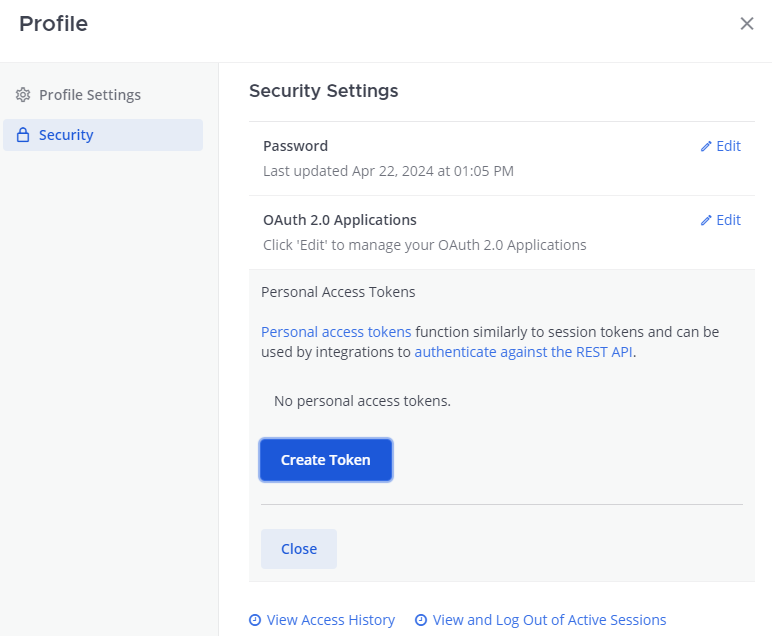 Profile
Profile Settings
Security
Security Settings
Password
Edit
Last updated Apr 22, 2024 at 01:05 PM
OAuth 2.0 Applications
Edit
Click 'Edit' to manage your OAuth 2.0 Applications
Personal Access Tokens
Personal access tokens function similarly to session tokens and can be
used by integrations to authenticate against the REST API.
No personal access tokens.
Create Token
Close
View Access History
View and Log Out of Active Sessions